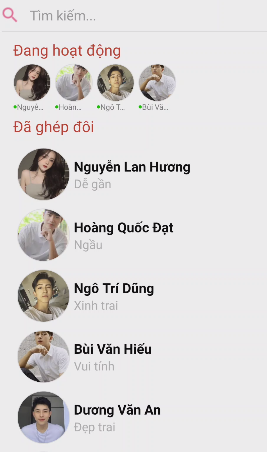 Tìm kiếm...
Đang hoạt động
Nguyễ... Hoàn... Ngô T... Bùi Vă...
Đã ghép đôi
Nguyễn Lan Hương
Dễ gần
Hoàng Quốc Đạt
Ngầu
Ngô Trí Dũng
Xinh trai
Bùi Văn Hiếu
Vui tính
Dương Văn An
Đẹp trai